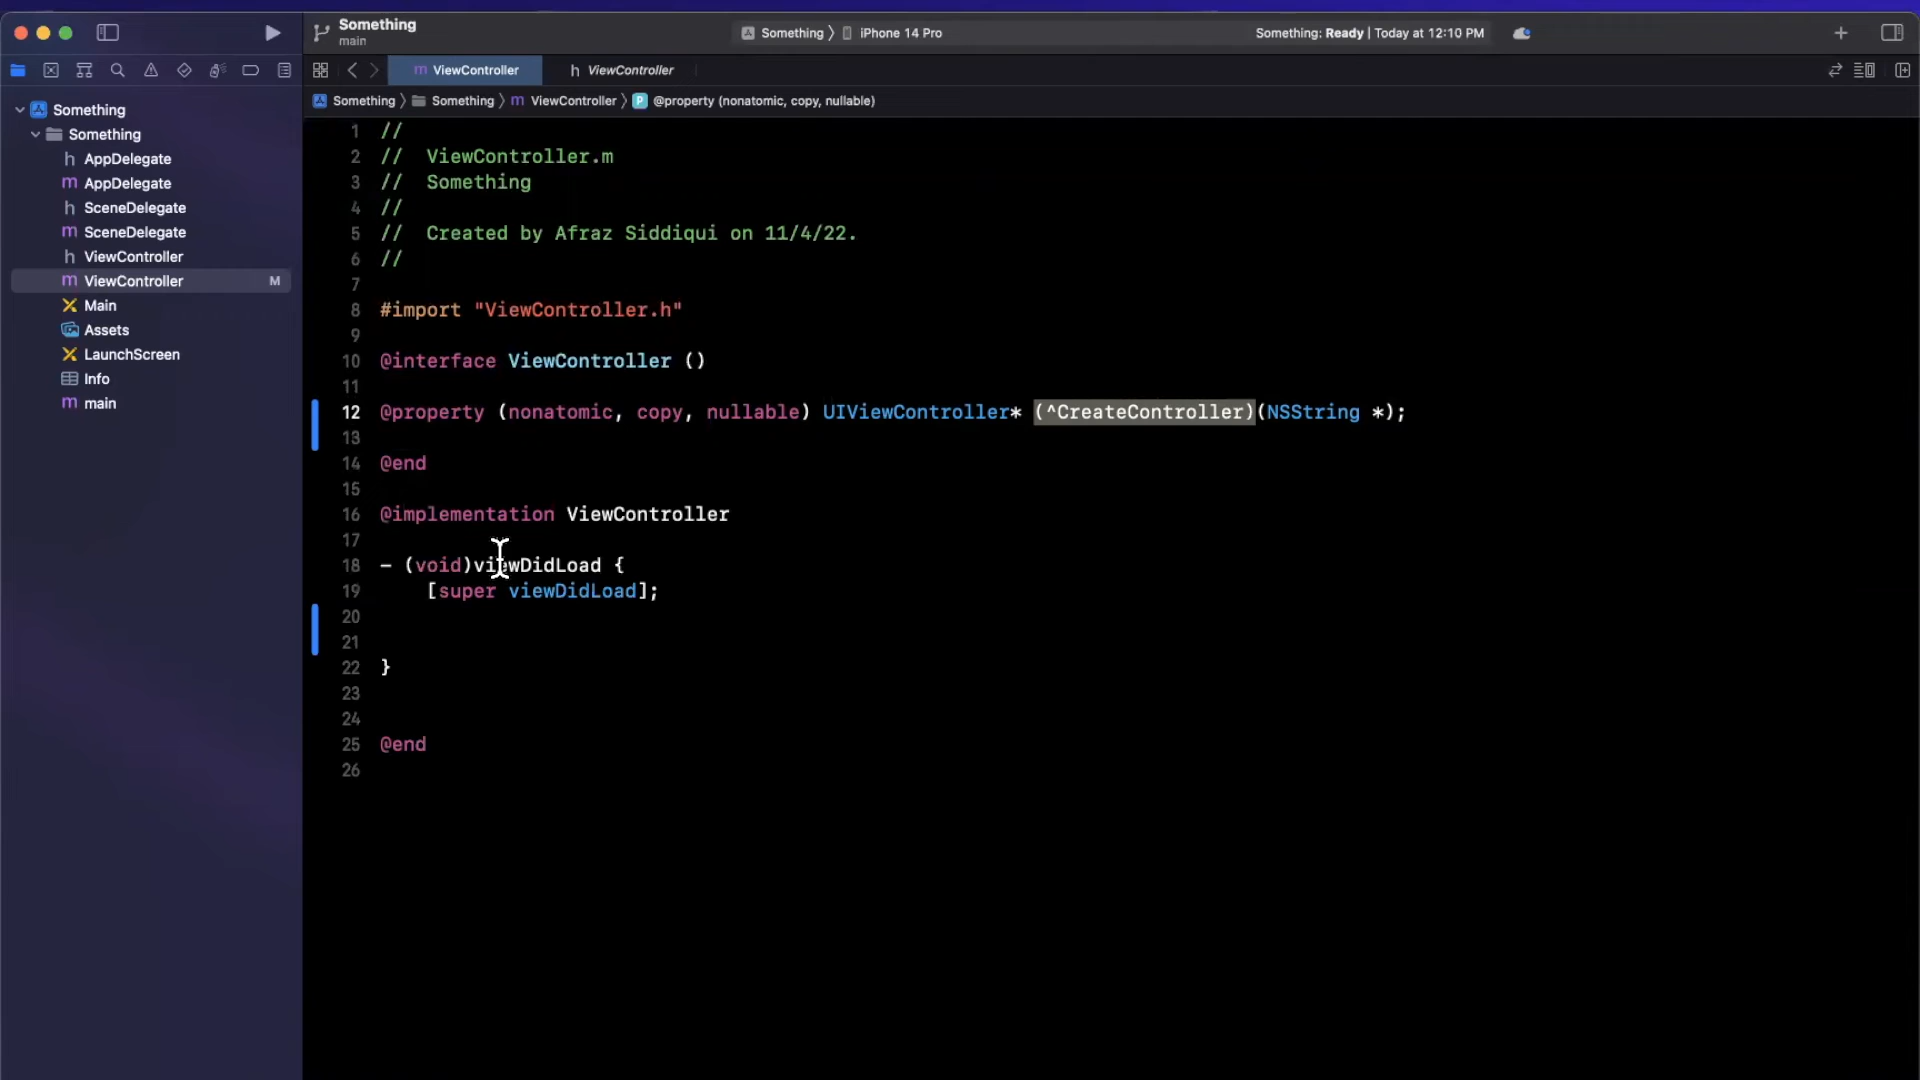 Something
main
Something 〉 iPhone 14 Pro
Something: Ready | Today at 12:10 PM
m ViewController
h ViewController
Something 〉 Something 〉 m ViewController 〉 P @property (nonatomic, copy, nullable)
Something
Something
h AppDelegate
m AppDelegate
h SceneDelegate
m SceneDelegate
h ViewController
m ViewController M
Main
Assets
LaunchScreen
Info
m main
1 //
2 //  ViewController.m
3 //  Something
4 //
5 //  Created by Afraz Siddiqui on 11/4/22.
6 //
7
8 #import "ViewController.h"
9
10 @interface ViewController ()
11
12 @property (nonatomic, copy, nullable) UIViewController* (^CreateController)(NSString *);
13
14 @end
15
16 @implementation ViewController
17
18 - (void)viewDidLoad {
19     [super viewDidLoad];
20
21
22 }
23
24
25 @end
26